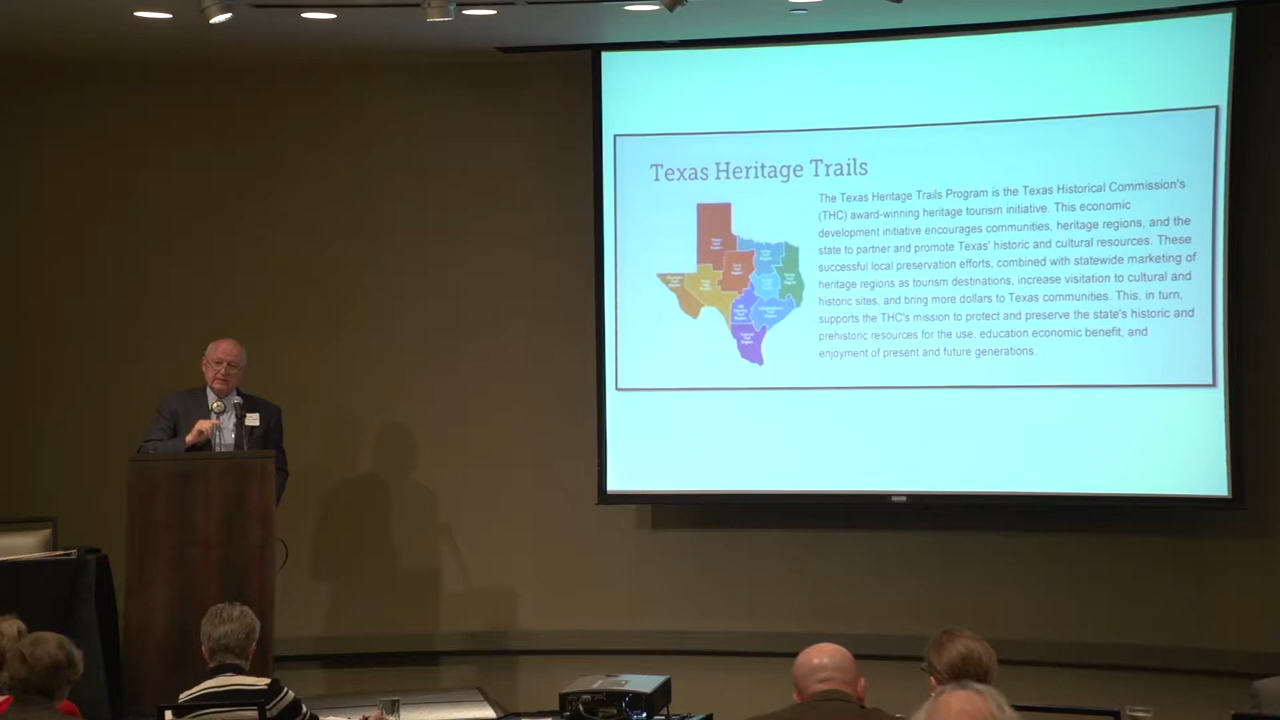 Texas Heritage Trails
The Texas Heritage Trails Program is the Texas Historical Commission's
(THC) award-winning heritage tourism initiative. This economic
development initiative encourages communities, heritage regions, and the
state to partner and promote Texas' historic and cultural resources. These
successful local preservation efforts, combined with statewide marketing of
heritage regions as tourism destinations, increase visitation to cultural and
historic sites, and bring more dollars to Texas communities. This, in turn,
supports the THC's mission to protect and preserve the state's historic and
prehistoric resources for the use, education economic benefit, and
enjoyment of present and future generations.